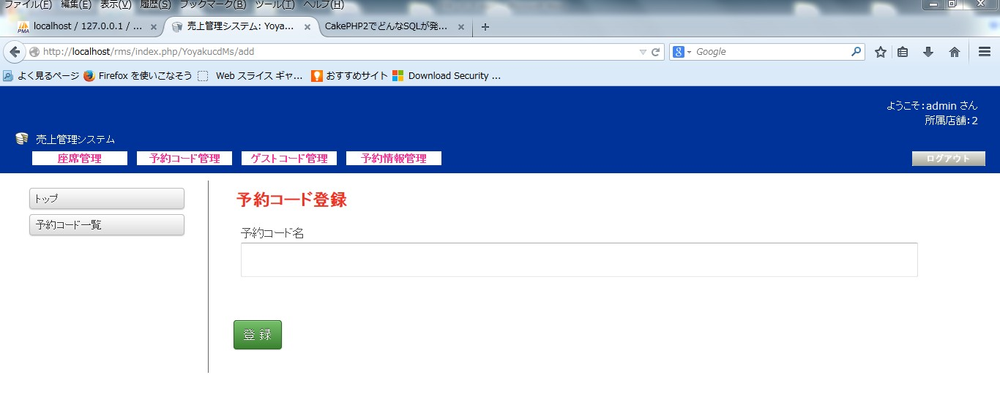 ファイル(F) 編集(E) 表示(V) 履歴(S) ブックマーク(B) ツール(T) ヘルプ(H)
PMA localhost / 127.0.0.1 / ... × 売上管理システム: Yoya... × CakePHP2でどんなSQLが発... × +
http://localhost/rms/index.php/YoyakucdMs/add Google
よく見るページ Firefox を使いこなそう Web スライス ギャ... おすすめサイト Download Security ...
ようこそ:admin さん
所属店舗:2
売上管理システム
座席管理 予約コード管理 ゲストコード管理 予約情報管理 ログアウト
トップ
予約コード一覧
予約コード登録
予約コード名
登 録